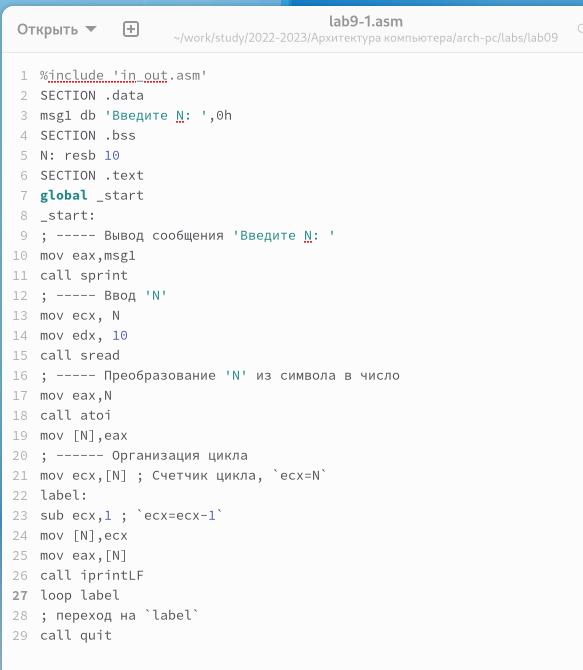 Открыть
lab9-1.asm
~/work/study/2022-2023/Архитектура компьютера/arch-pc/labs/lab09
1 %include 'in_out.asm'
2 SECTION .data
3 msg1 db 'Введите N: ',0h
4 SECTION .bss
5 N: resb 10
6 SECTION .text
7 global _start
8 _start:
9 ; ----- Вывод сообщения 'Введите N: '
10 mov eax,msg1
11 call sprint
12 ; ----- Ввод 'N'
13 mov ecx, N
14 mov edx, 10
15 call sread
16 ; ----- Преобразование 'N' из символа в число
17 mov eax,N
18 call atoi
19 mov [N],eax
20 ; ------ Организация цикла
21 mov ecx,[N] ; Счетчик цикла, `ecx=N`
22 label:
23 sub ecx,1 ; `ecx=ecx-1`
24 mov [N],ecx
25 mov eax,[N]
26 call iprintLF
27 loop label
28 ; переход на `label`
29 call quit